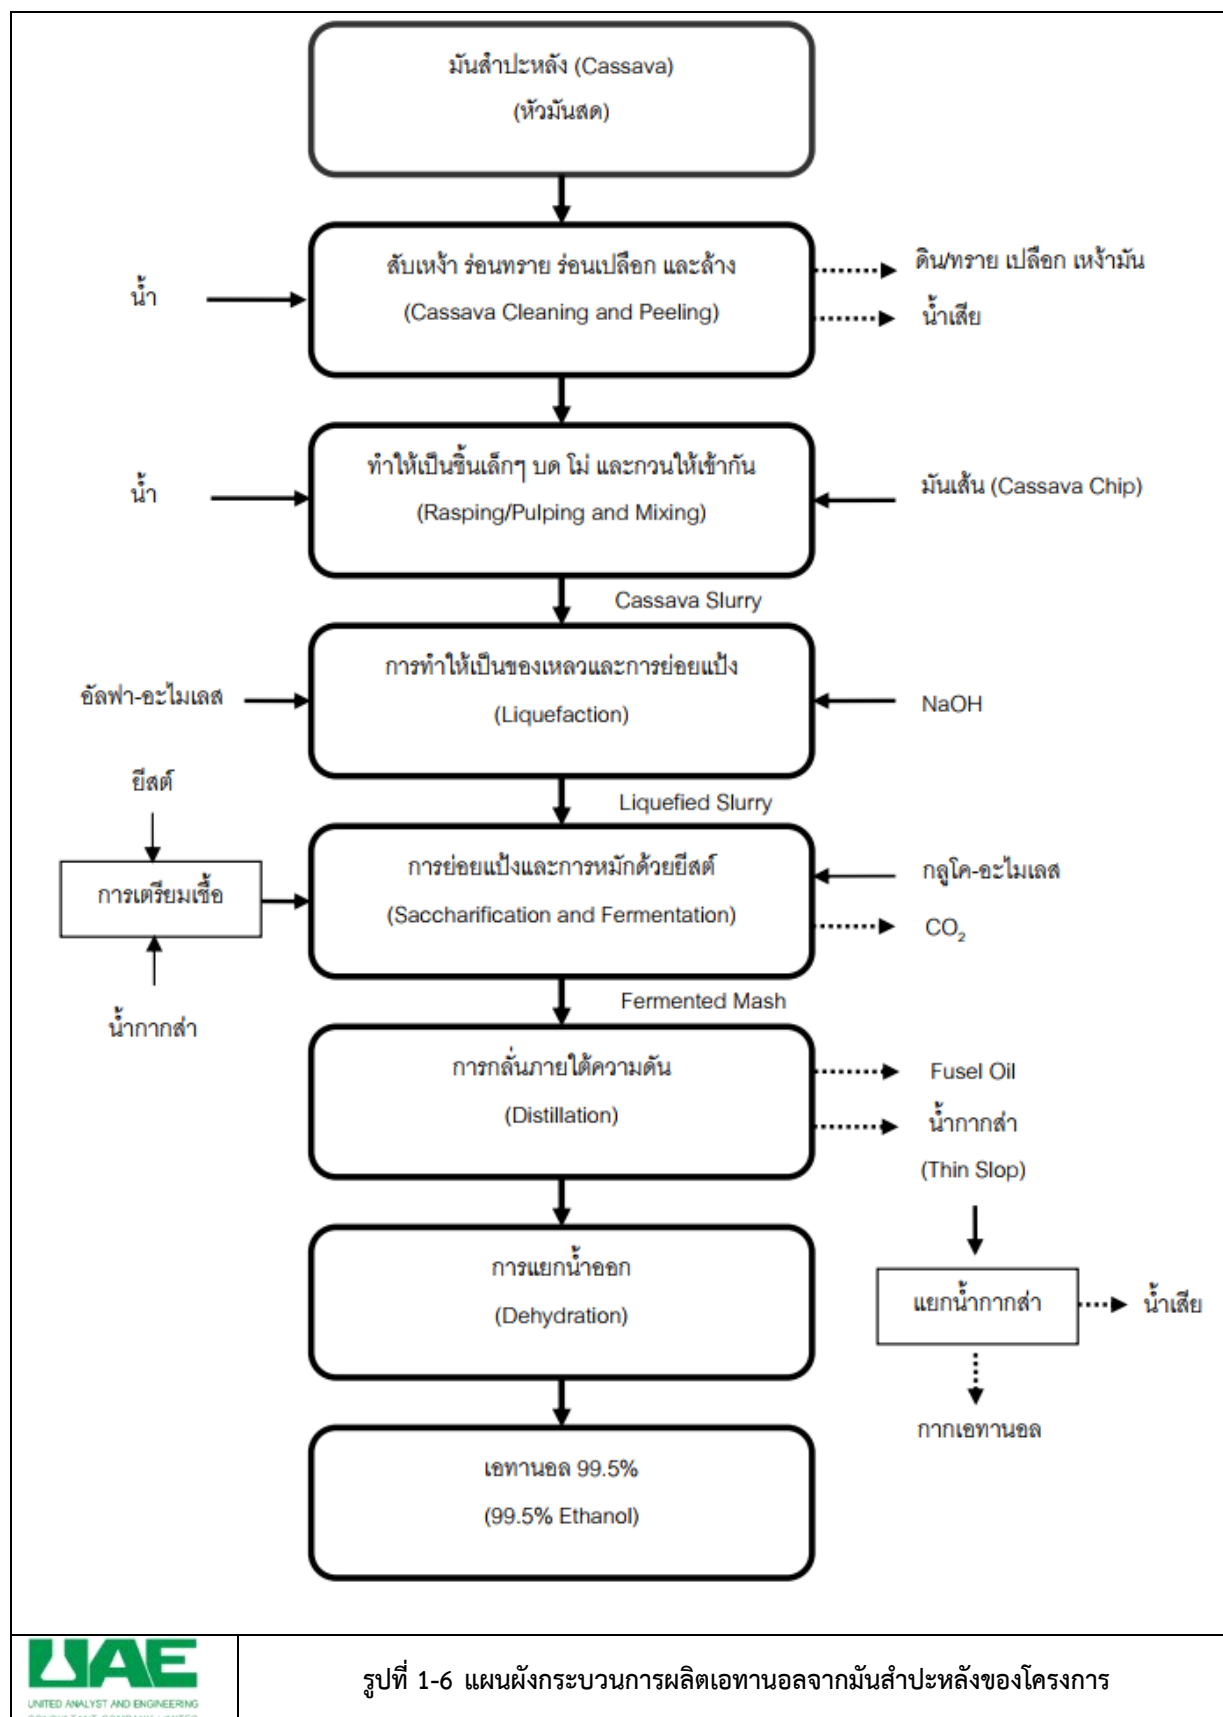 มันสำปะหลัง (Cassava)
(หัวมันสด)
สับเหง้า ร่อนทราย ร่อนเปลือก และล้าง
(Cassava Cleaning and Peeling)
น้ำ
ดิน/ทราย เปลือก เหง้ามัน
น้ำเสีย
ทำให้เป็นชิ้นเล็กๆ บด โม่ และกวนให้เข้ากัน
(Rasping/Pulping and Mixing)
น้ำ
มันเส้น (Cassava Chip)
Cassava Slurry
การทำให้เป็นของเหลวและการย่อยแป้ง
(Liquefaction)
อัลฟา-อะไมเลส
NaOH
Liquefied Slurry
ยีสต์
การเตรียมเชื้อ
น้ำกากส่า
การย่อยแป้งและการหมักด้วยยีสต์
(Saccharification and Fermentation)
กลูโค-อะไมเลส
CO₂
Fermented Mash
การกลั่นภายใต้ความดัน
(Distillation)
Fusel Oil
น้ำกากส่า
(Thin Slop)
การแยกน้ำออก
(Dehydration)
แยกน้ำกากส่า
น้ำเสีย
กากเอทานอล
เอทานอล 99.5%
(99.5% Ethanol)
UAE
UNITED ANALYST AND ENGINEERING
CONSULTANT COMPANY LIMITED
รูปที่ 1-6 แผนผังกระบวนการผลิตเอทานอลจากมันสำปะหลังของโครงการ